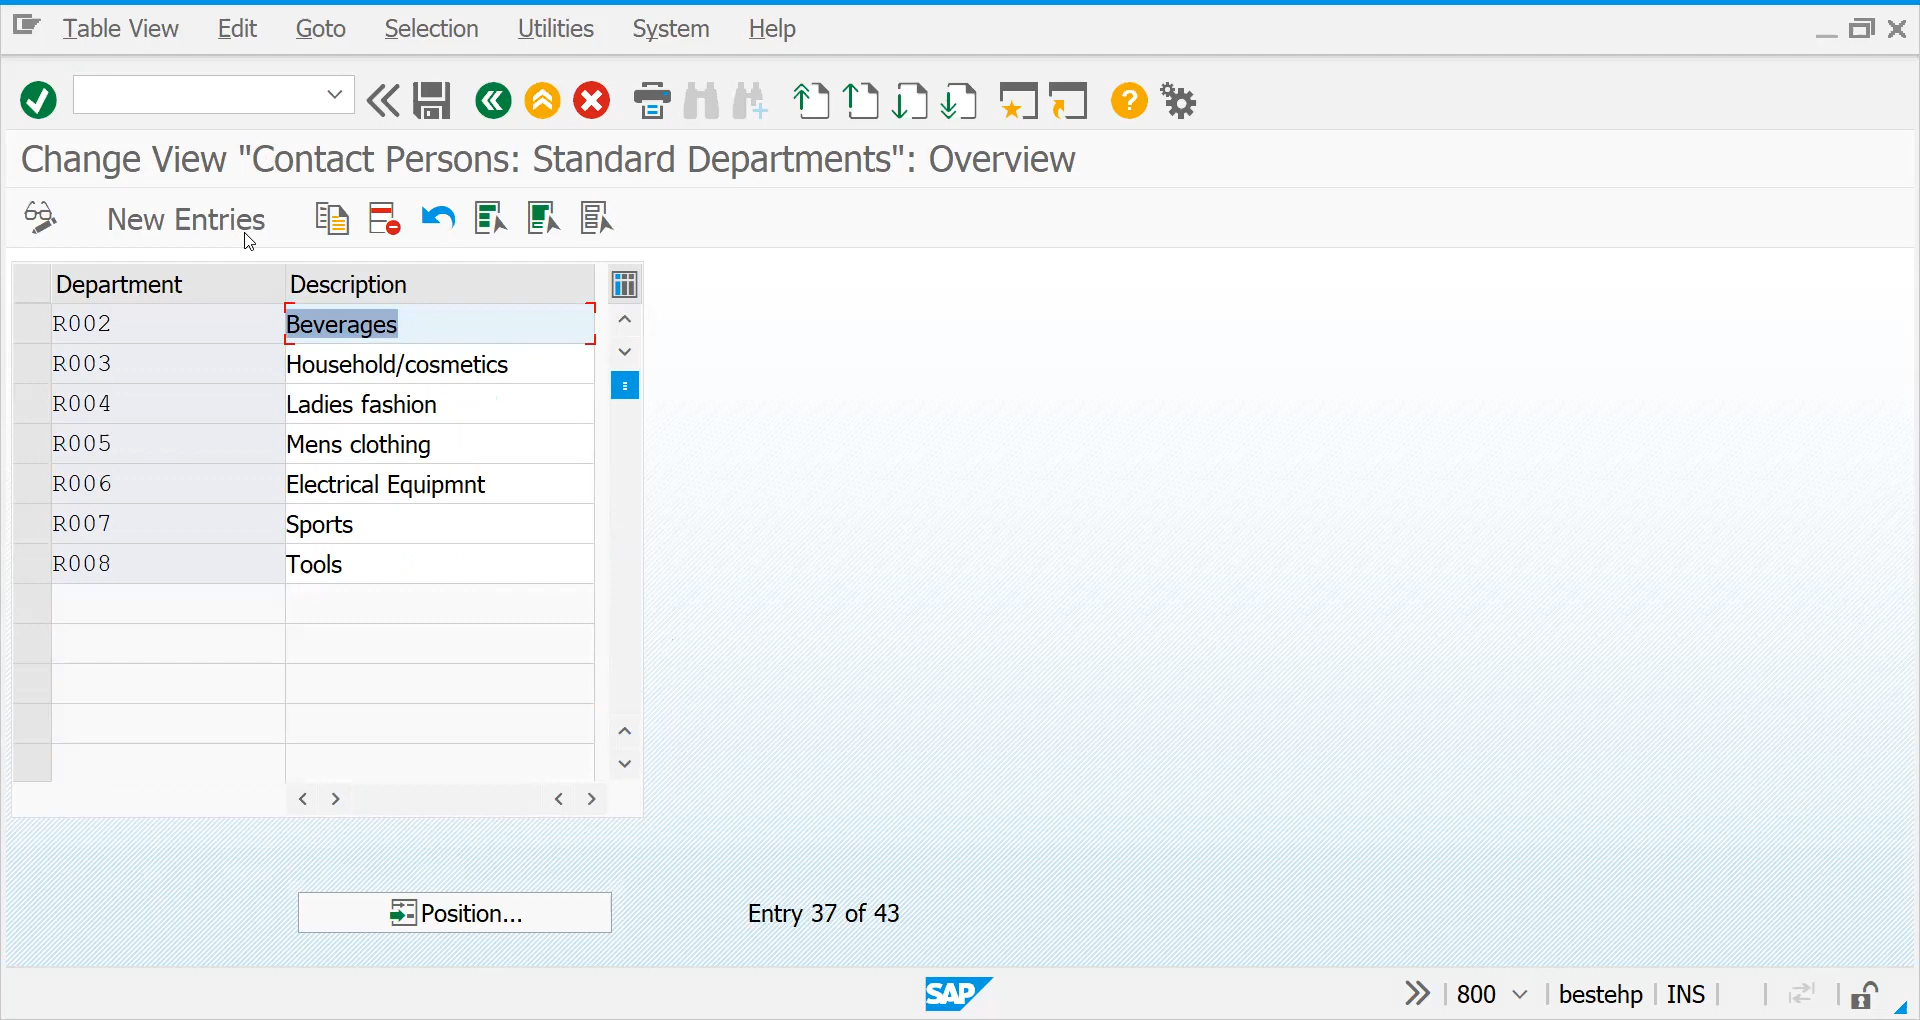 Table View Edit Goto Selection Utilities System Help
Change View "Contact Persons: Standard Departments": Overview
New Entries
Department Description
R002 Beverages
R003 Household/cosmetics
R004 Ladies fashion
R005 Mens clothing
R006 Electrical Equipmnt
R007 Sports
R008 Tools
Position... Entry 37 of 43
SAP 800 bestehp INS